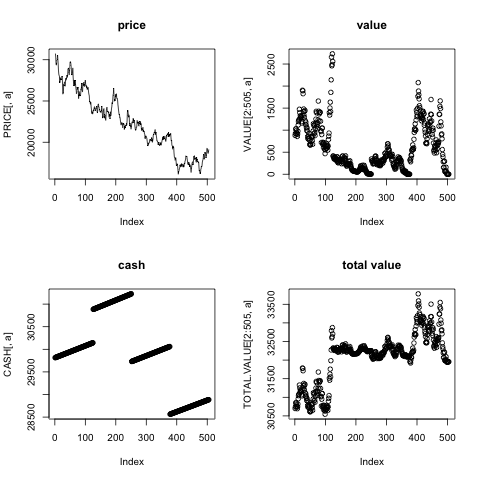 price
PRICE[, a]
20000 25000 30000
0 100 200 300 400 500
Index
value
VALUE[2:505, a]
0 500 1500 2500
0 100 200 300 400 500
Index
cash
CASH[, a]
28500 29500 30500
0 100 200 300 400 500
Index
total value
TOTAL.VALUE[2:505, a]
30500 31500 32500 33500
0 100 200 300 400 500
Index